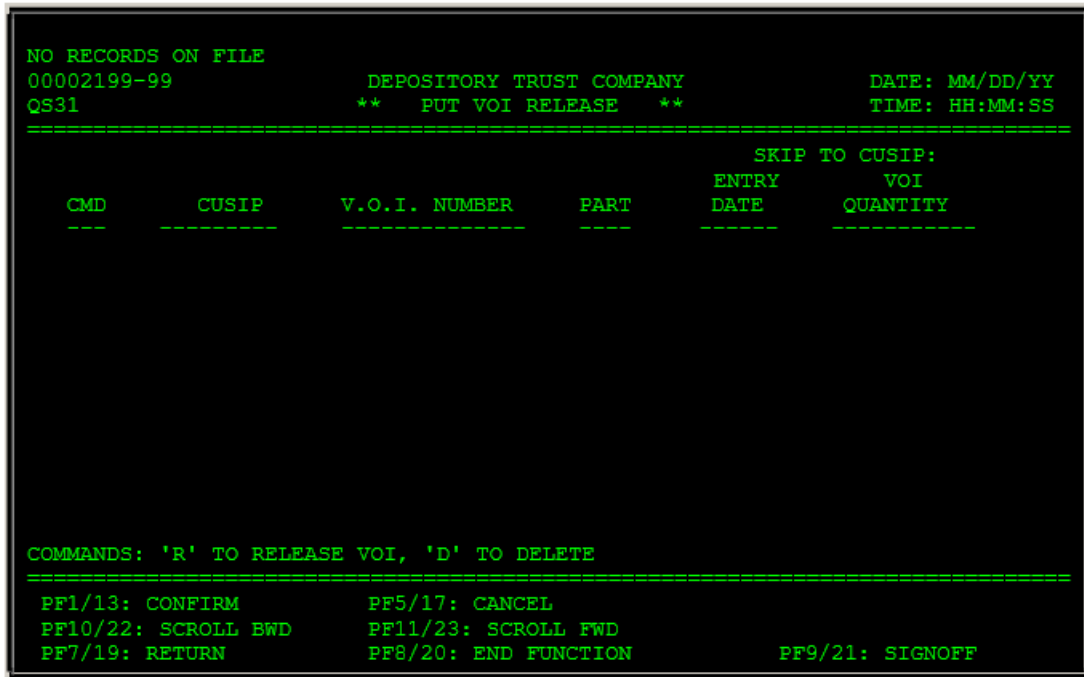 NO RECORDS ON FILE
00002199-99 DEPOSITORY TRUST COMPANY DATE: MM/DD/YY
QS31 ** PUT VOI RELEASE ** TIME: HH:MM:SS
SKIP TO CUSIP:
ENTRY VOI
CMD CUSIP V.O.I. NUMBER PART DATE QUANTITY
COMMANDS: 'R' TO RELEASE VOI, 'D' TO DELETE
PF1/13: CONFIRM PF5/17: CANCEL
PF10/22: SCROLL BWD PF11/23: SCROLL FWD
PF7/19: RETURN PF8/20: END FUNCTION PF9/21: SIGNOFF